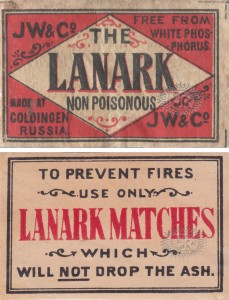 JW&Co
FREE FROM
WHITE PHOS-
PHORUS.
THE
LANARK
NON POISONOUS
MADE AT
GOLDINGEN
RUSSIA.
JW&Co
TO PREVENT FIRES
USE ONLY
LANARK MATCHES
WHICH
WILL NOT DROP THE ASH.